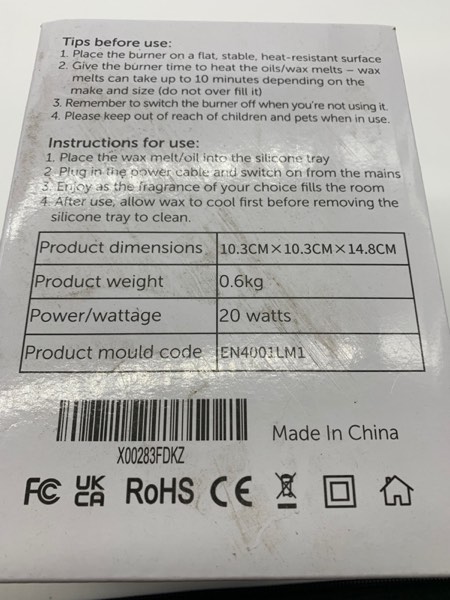 Tips before use:
1. Place the burner on a flat, stable, heat-resistant surface
2. Give the burner time to heat the oils/wax melts – wax
melts can take up to 10 minutes depending on the
make and size (do not over fill it)
3. Remember to switch the burner off when you're not using it.
4. Please keep out of reach of children and pets when in use.
Instructions for use:
1. Place the wax melt/oil into the silicone tray
2. Plug in the power cable and switch on from the mains
3. Enjoy as the fragrance of your choice fills the room
4. After use, allow wax to cool first before removing the
silicone tray to clean.
Product dimensions 10.3CM×10.3CM×14.8CM
Product weight 0.6kg
Power/wattage 20 watts
Product mould code EN4001LM1
Made In China
X00283FDKZ
FC UK CA RoHS CE